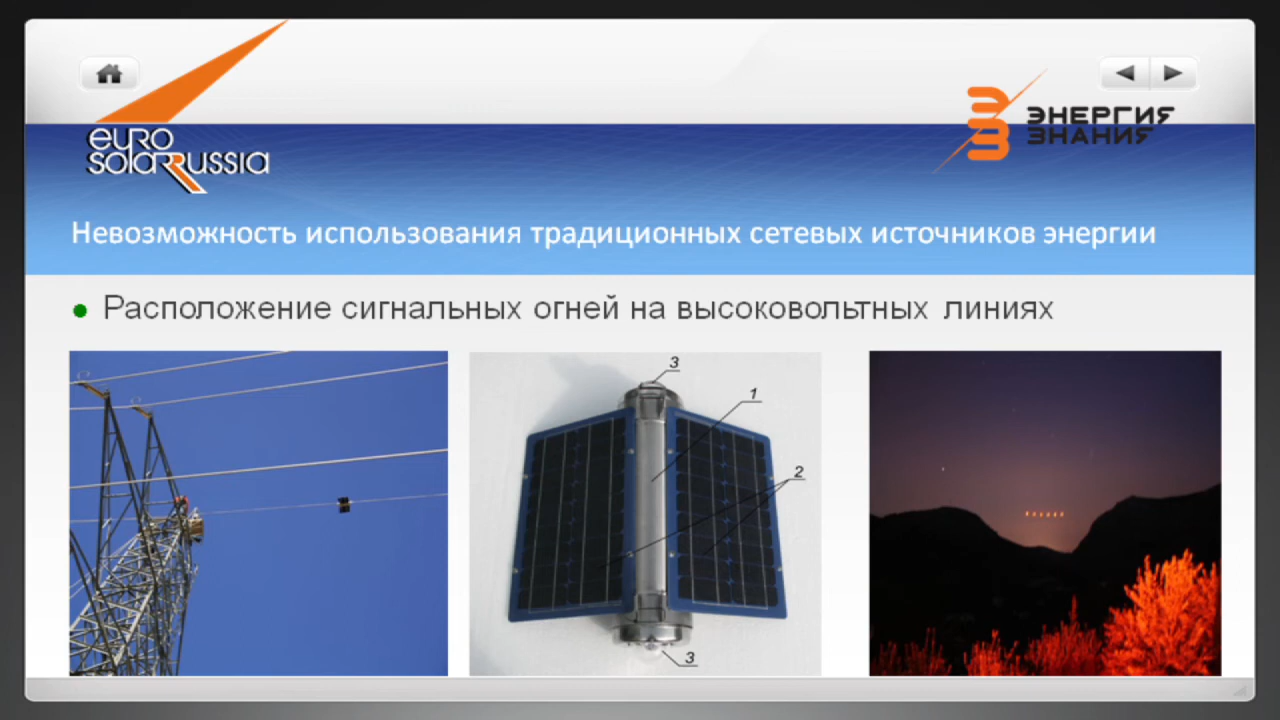 EURO
SOLARRUSSIA
ЭНЕРГИЯ
ЗНАНИЯ
Невозможность использования традиционных сетевых источников энергии
Расположение сигнальных огней на высоковольтных линиях
3
1
2
3